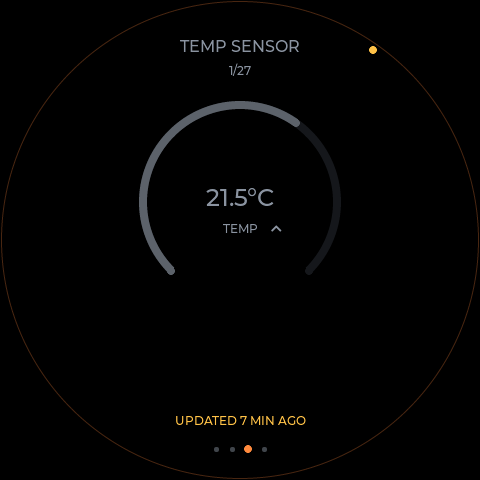 TEMP SENSOR
1/27
21.5°C
TEMP
UPDATED 7 MIN AGO